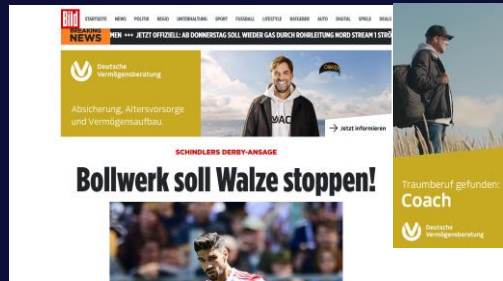 Bild
STARTSEITE NEWS POLITIK REGIO UNTERHALTUNG SPORT FUSSBALL LIFESTYLE RATGEBER AUTO DIGITAL SPIELE DEALS
BREAKING NEWS
MEN +++ JETZT OFFIZIELL: AB DONNERSTAG SOLL WIEDER GAS DURCH ROHRLEITUNG NORD STREAM 1 STRÖ
Deutsche
Vermögensberatung
Absicherung, Altersvorsorge
und Vermögensaufbau.
→ Jetzt informieren
SCHINDLERS DERBY-ANSAGE
Bollwerk soll Walze stoppen!
Traumberuf gefunden:
Coach
Deutsche
Vermögensberatung